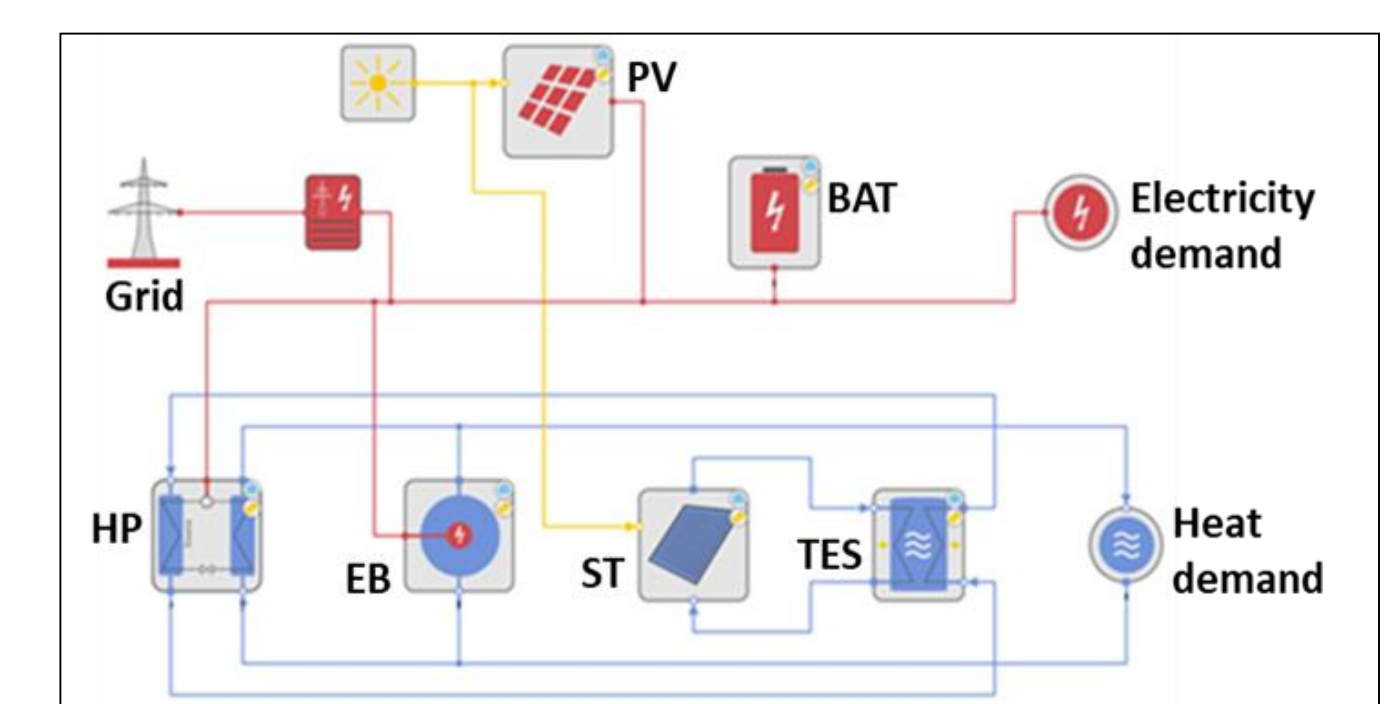 PV
BAT
Electricity
demand
Grid
HP
EB
ST
TES
Heat
demand